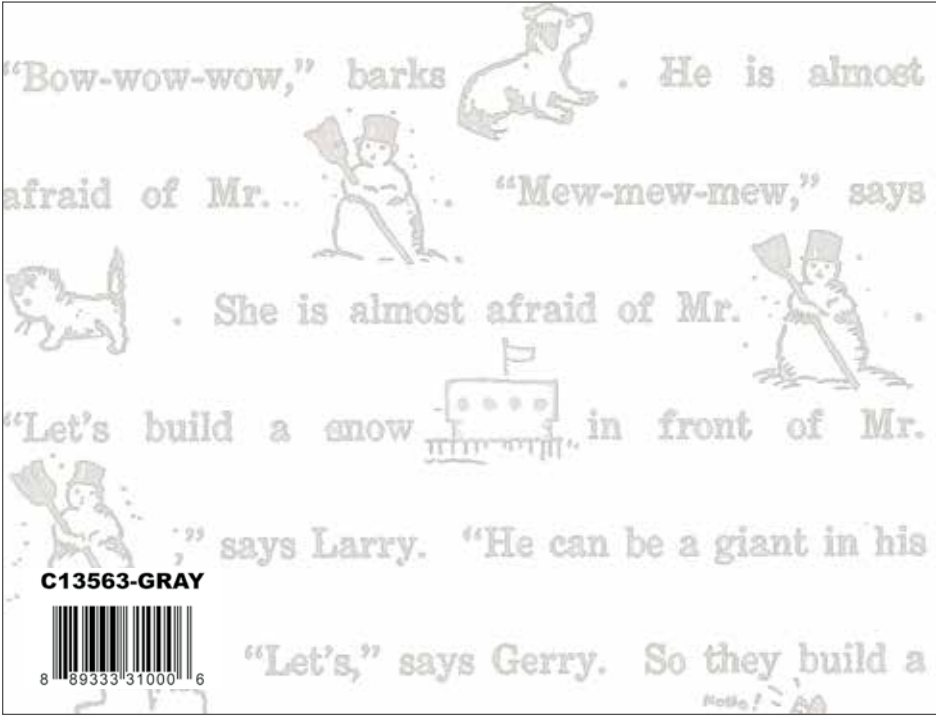 “Bow-wow-wow,” barks . He is almost
afraid of Mr. . “Mew-mew-mew,” says
. She is almost afraid of Mr. .
“Let’s build a snow in front of Mr.
,” says Larry. “He can be a giant in his
C13563-GRAY
“Let’s,” says Gerry. So they build a
8 89333 31000 6
Hello!